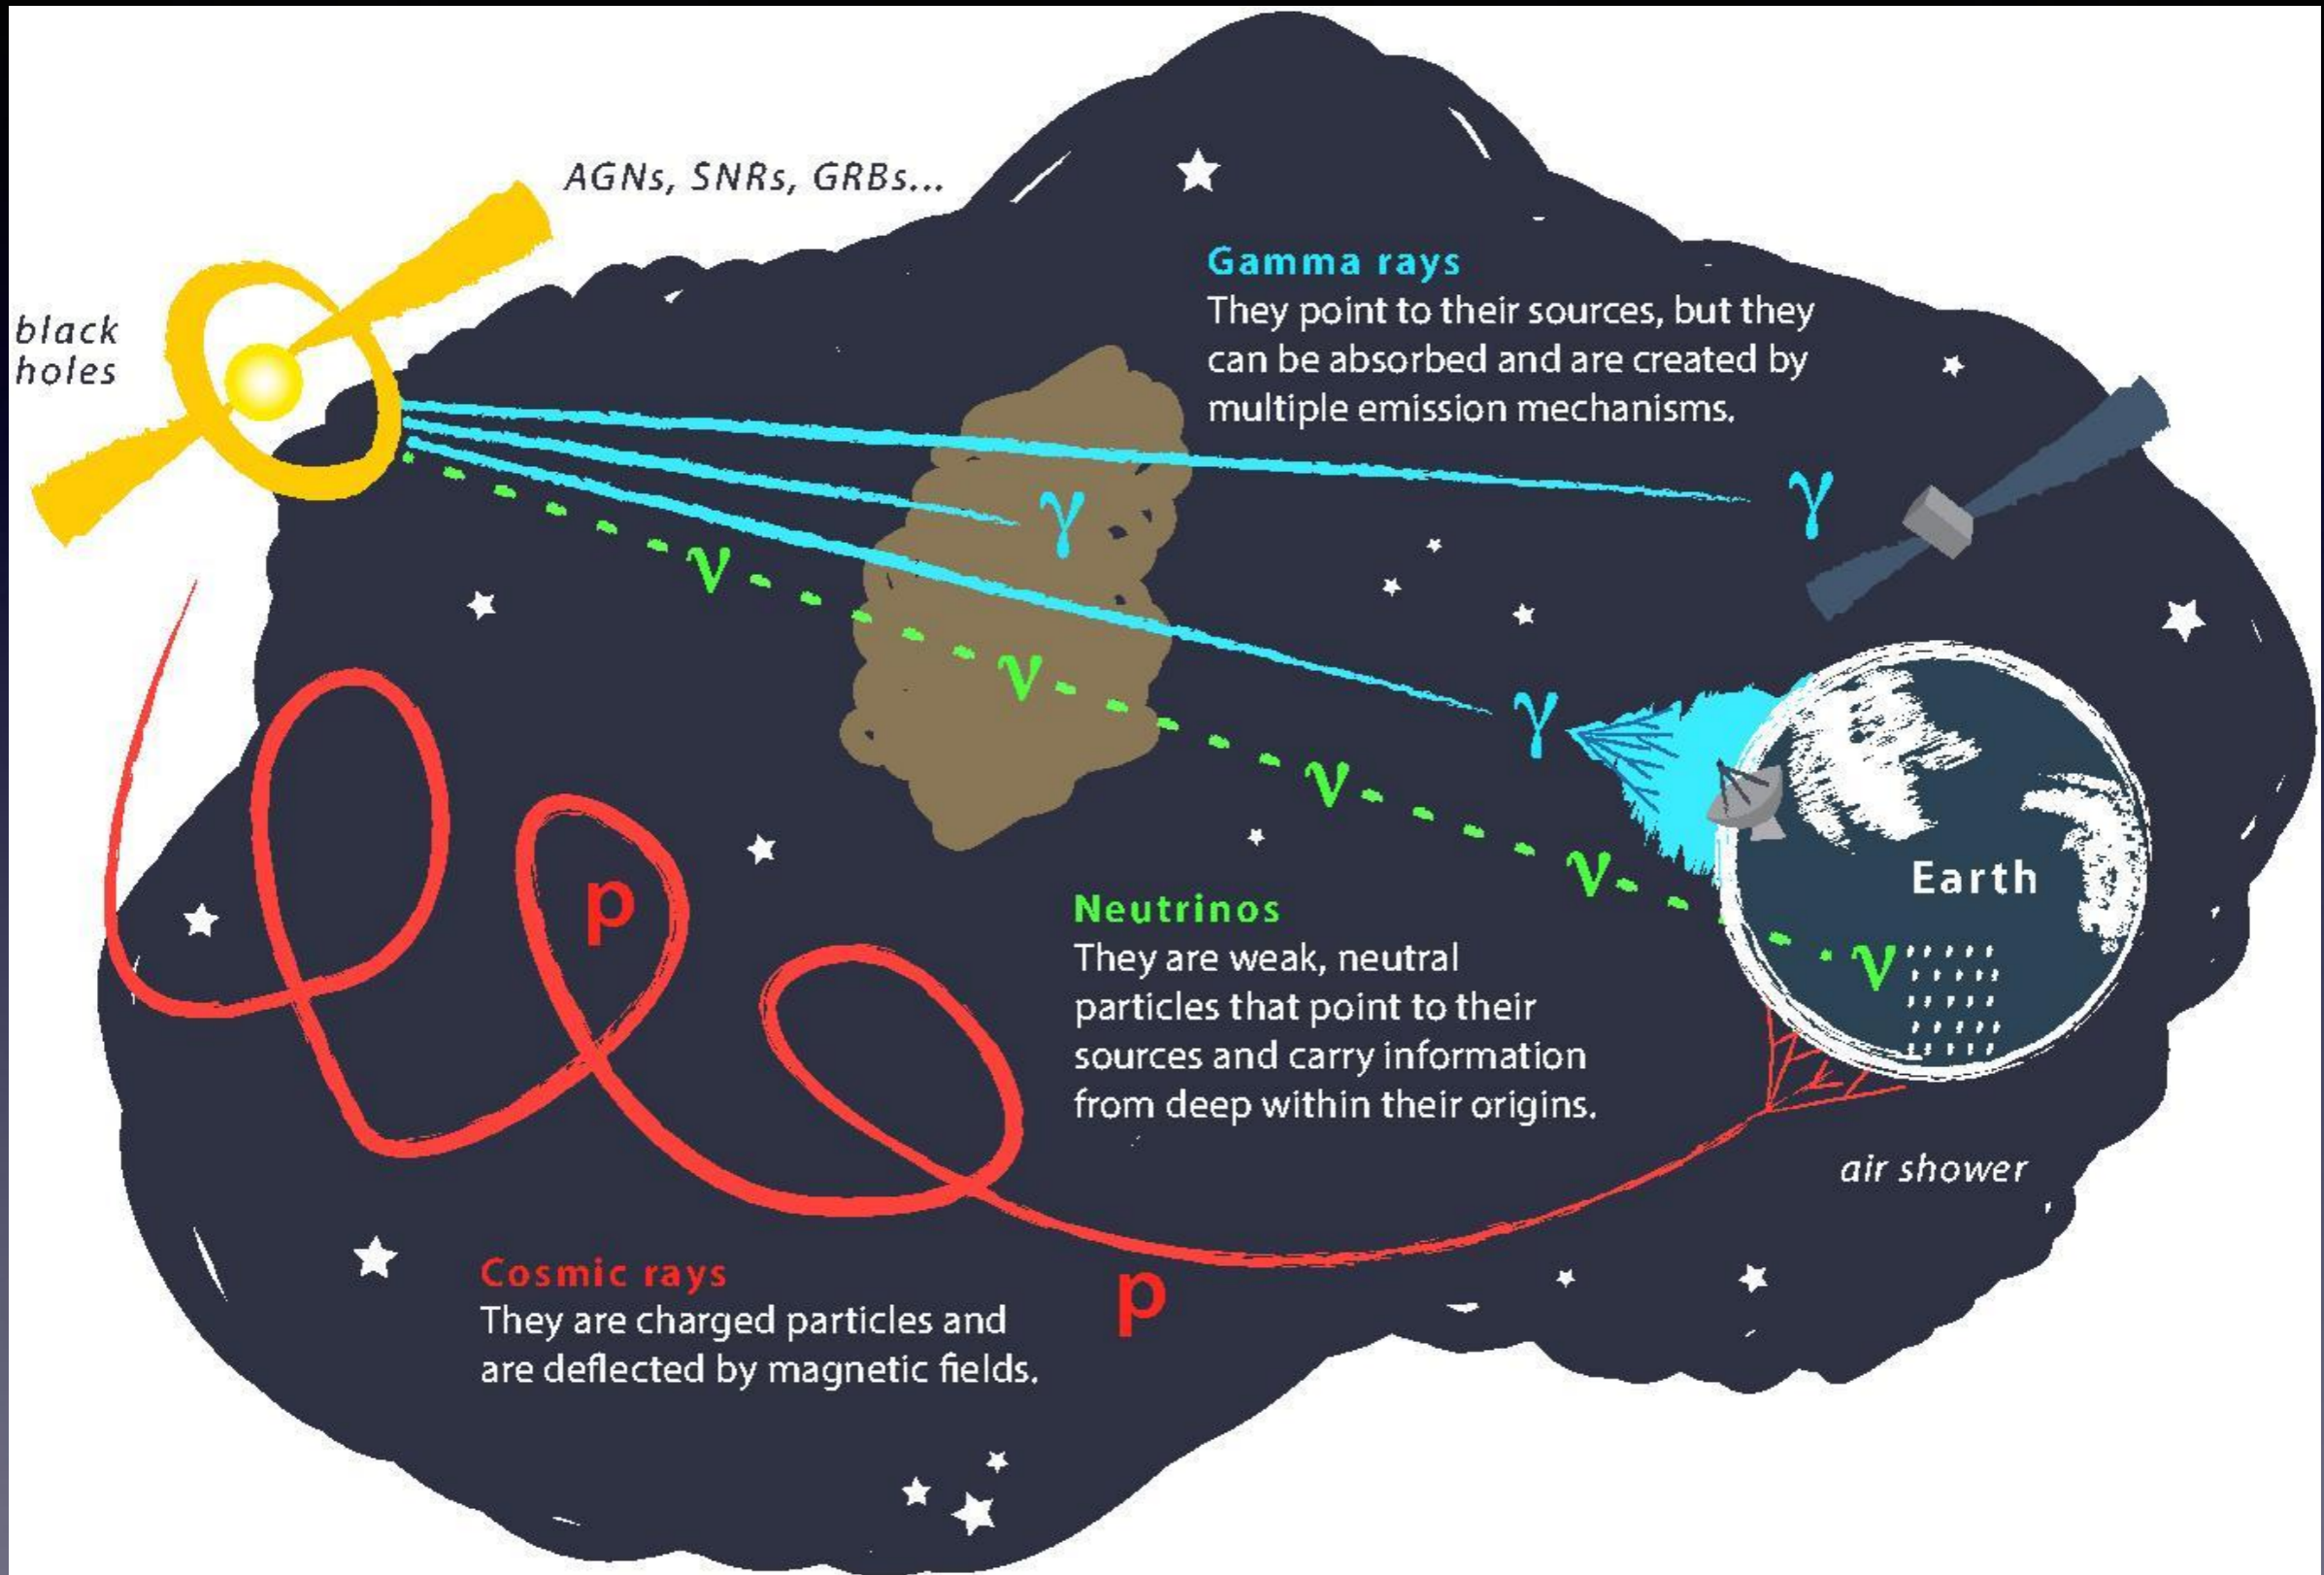 AGNs, SNRs, GRBs...
black
holes
Gamma rays
They point to their sources, but they
can be absorbed and are created by
multiple emission mechanisms.
γ
γ
γ
ν
ν
ν
ν
ν
Earth
p
Neutrinos
They are weak, neutral
particles that point to their
sources and carry information
from deep within their origins.
air shower
Cosmic rays
They are charged particles and
are deflected by magnetic fields.
p